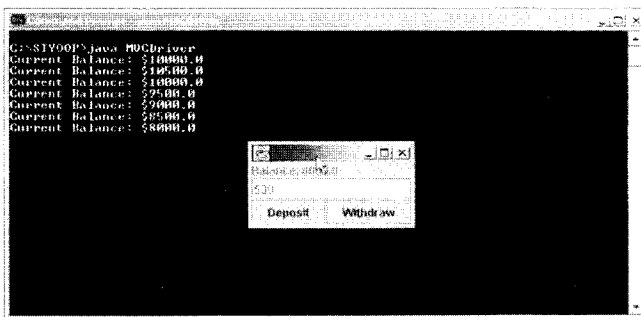 C:\STYOOP>java MVCDriver
Current Balance: $10000.0
Current Balance: $10500.0
Current Balance: $10000.0
Current Balance: $9500.0
Current Balance: $9000.0
Current Balance: $8500.0
Current Balance: $8000.0
Balance:
Deposit Withdraw